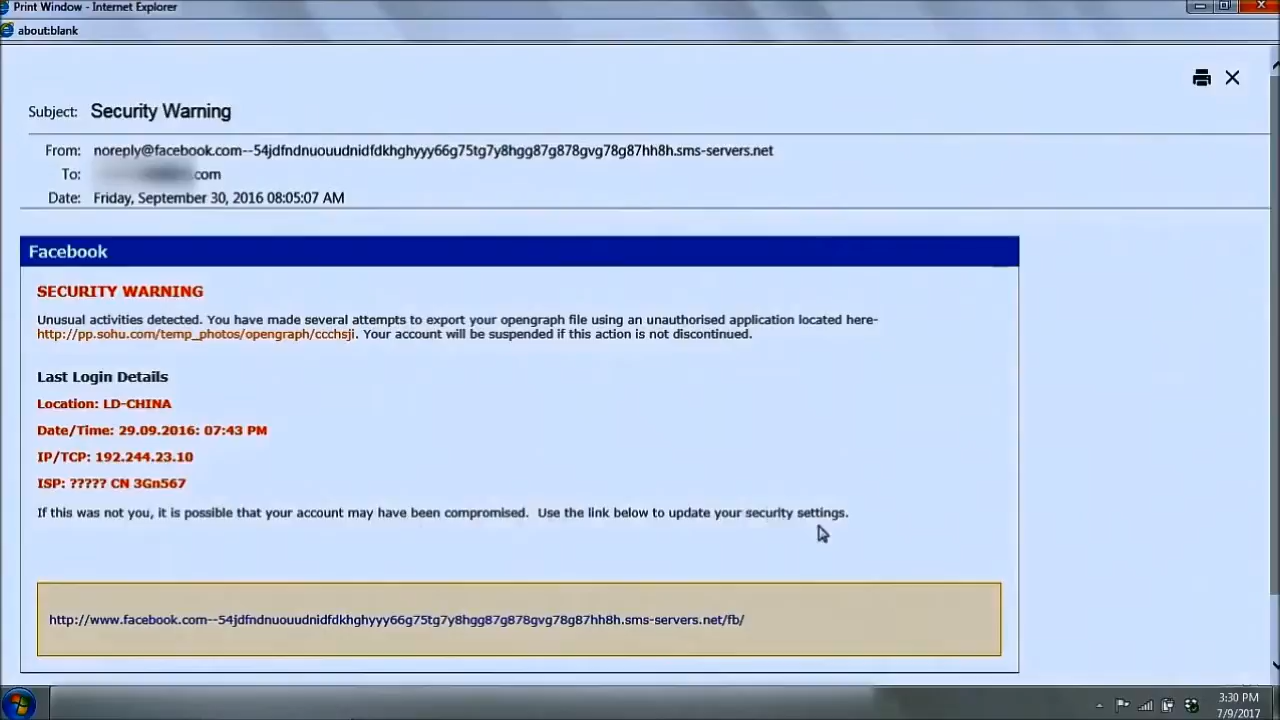 Print Window - Internet Explorer
about:blank
Subject: Security Warning
From: noreply@facebook.com--54jdfndnuouudnidfdkhghyyy66g75tg7y8hgg87g878gvg78g87hh8h.sms-servers.net
To: .com
Date: Friday, September 30, 2016 08:05:07 AM
Facebook
SECURITY WARNING
Unusual activities detected. You have made several attempts to export your opengraph file using an unauthorised application located here-
http://pp.sohu.com/temp_photos/opengraph/ccchsji. Your account will be suspended if this action is not discontinued.
Last Login Details
Location: LD-CHINA
Date/Time: 29.09.2016: 07:43 PM
IP/TCP: 192.244.23.10
ISP: ????? CN 3Gn567
If this was not you, it is possible that your account may have been compromised. Use the link below to update your security settings.
http://www.facebook.com--54jdfndnuouudnidfdkhghyyy66g75tg7y8hgg87g878gvg78g87hh8h.sms-servers.net/fb/
3:30 PM
7/9/2017